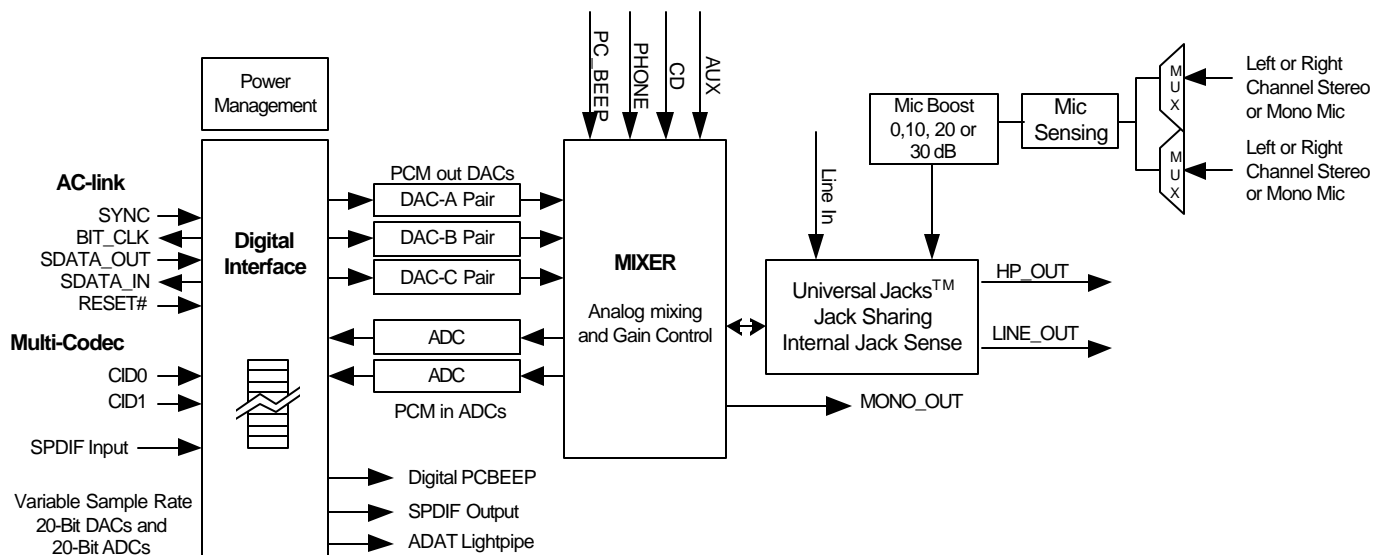 PC_BEEP
PHONE
CD
AUX
Power
Management
Mic Boost
0,10, 20 or
30 dB
Mic
Sensing
MUX
MUX
Left or Right
Channel Stereo
or Mono Mic
Left or Right
Channel Stereo
or Mono Mic
AC-link
SYNC
BIT_CLK
SDATA_OUT
SDATA_IN
RESET#
Multi-Codec
CID0
CID1
SPDIF Input
Variable Sample Rate
20-Bit DACs and
20-Bit ADCs
Digital
Interface
PCM out DACs
DAC-A Pair
DAC-B Pair
DAC-C Pair
ADC
ADC
PCM in ADCs
Digital PCBEEP
SPDIF Output
ADAT Lightpipe
MIXER
Analog mixing
and Gain Control
Line In
Universal Jacks™
Jack Sharing
Internal Jack Sense
HP_OUT
LINE_OUT
MONO_OUT